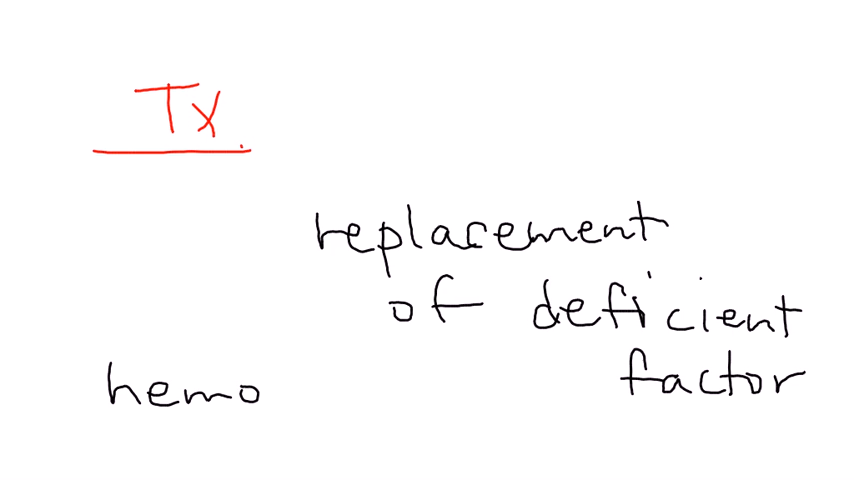 Tx.
replacement
of deficient
factor
hemo